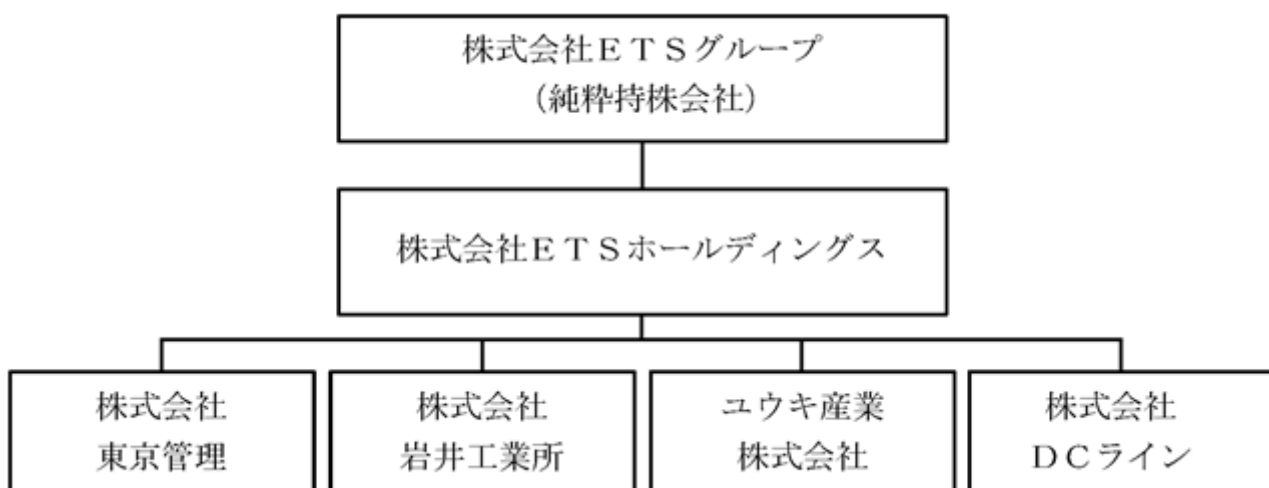 株式会社ＥＴＳグループ
（純粋持株会社）
株式会社ＥＴＳホールディングス
株式会社
東京管理
株式会社
岩井工業所
ユウキ産業
株式会社
株式会社
ＤＣライン